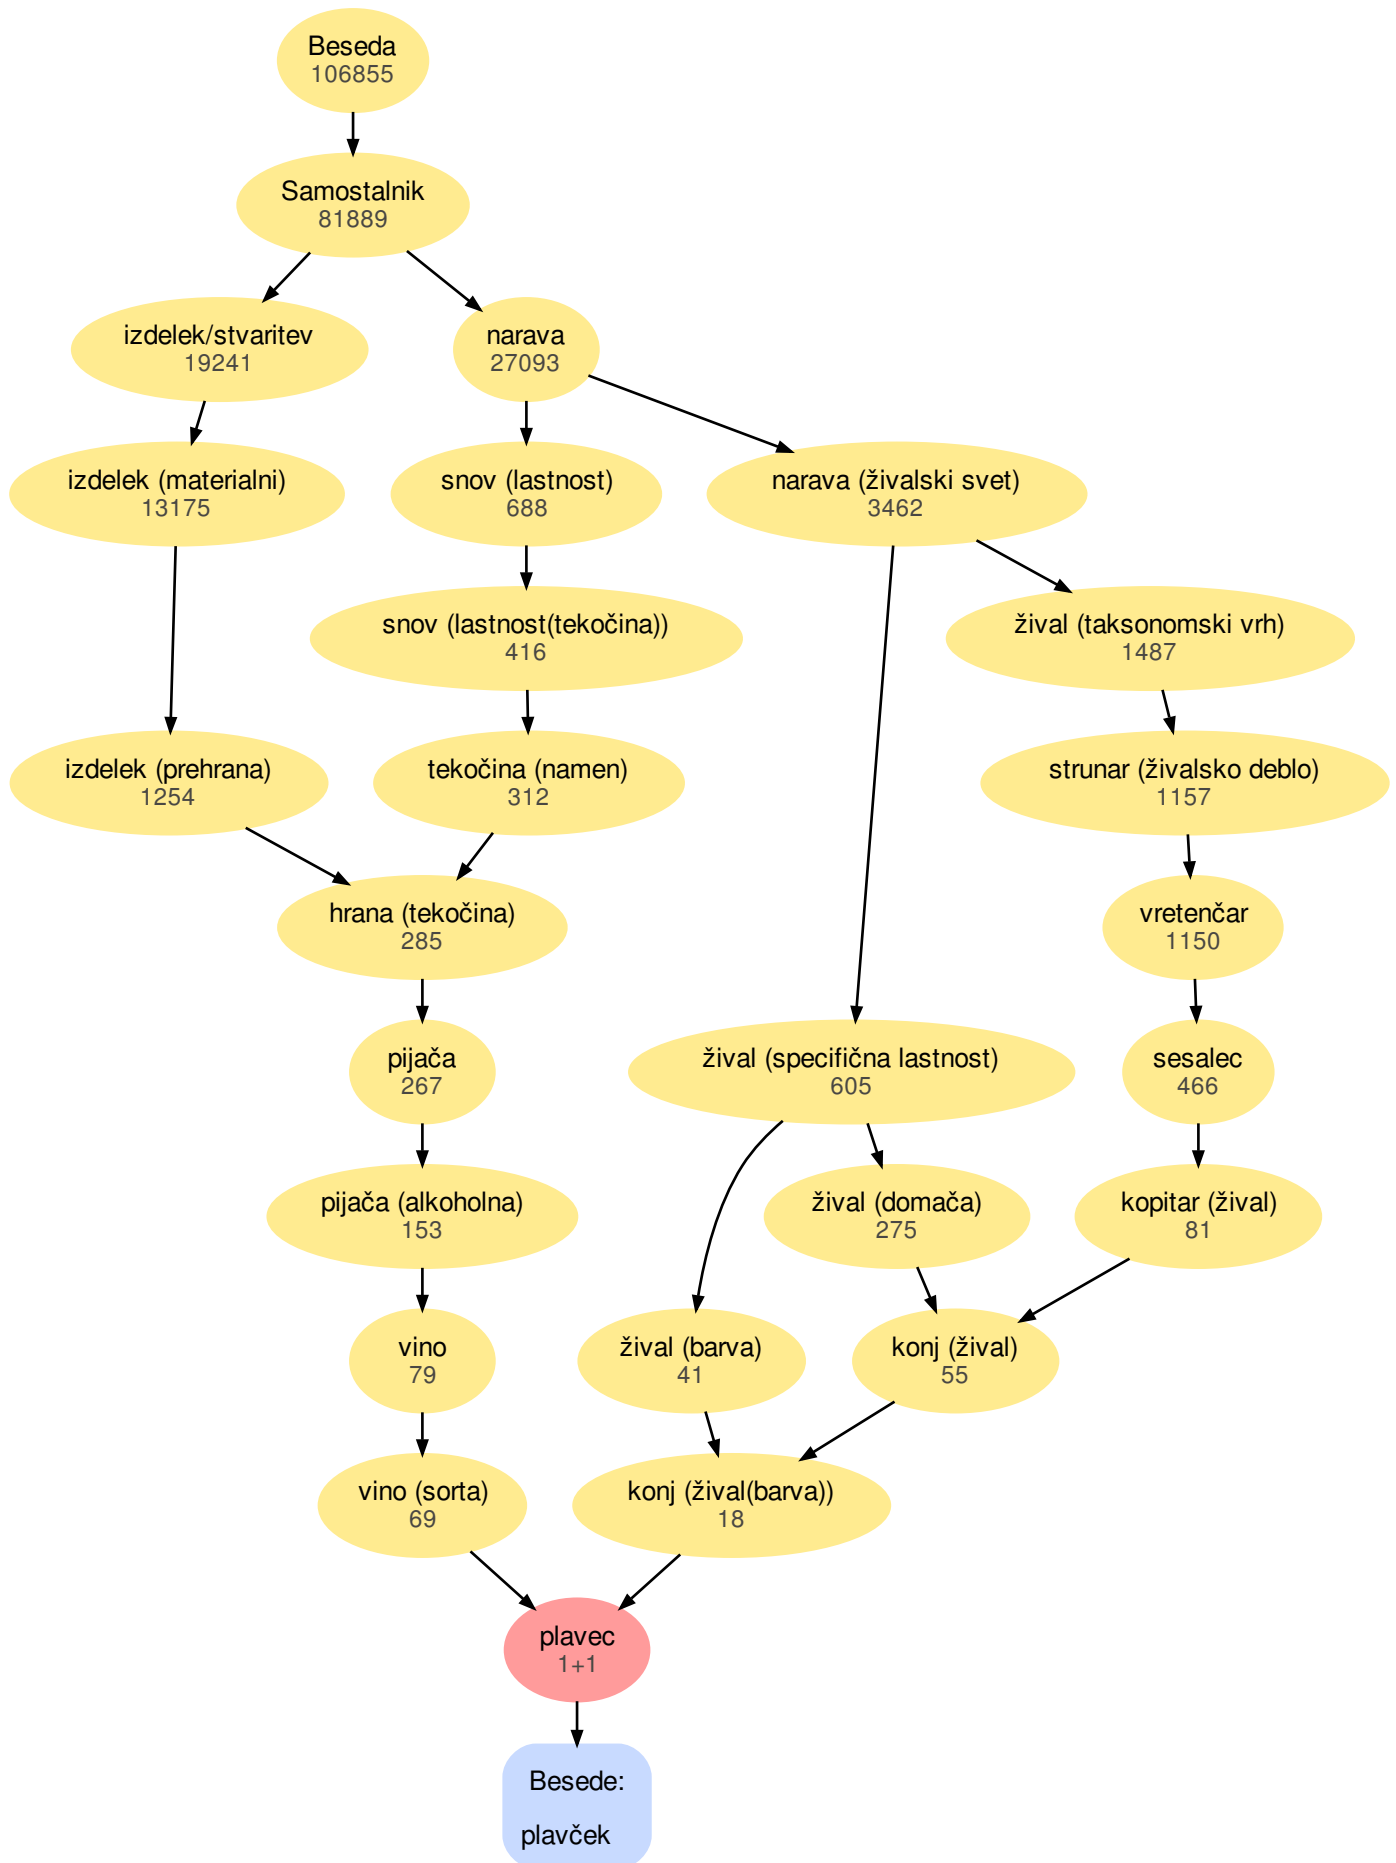 Beseda
106855
Samostalnik
81889
izdelek/stvaritev
19241
narava
27093
izdelek (materialni)
13175
snov (lastnost)
688
narava (živalski svet)
3462
snov (lastnost(tekočina))
416
žival (taksonomski vrh)
1487
izdelek (prehrana)
1254
tekočina (namen)
312
strunar (živalsko deblo)
1157
hrana (tekočina)
285
vretenčar
1150
pijača
267
žival (specifična lastnost)
605
sesalec
466
pijača (alkoholna)
153
žival (domača)
275
kopitar (žival)
81
vino
79
žival (barva)
41
konj (žival)
55
vino (sorta)
69
konj (žival(barva))
18
plavec
1+1
Besede:
plavček